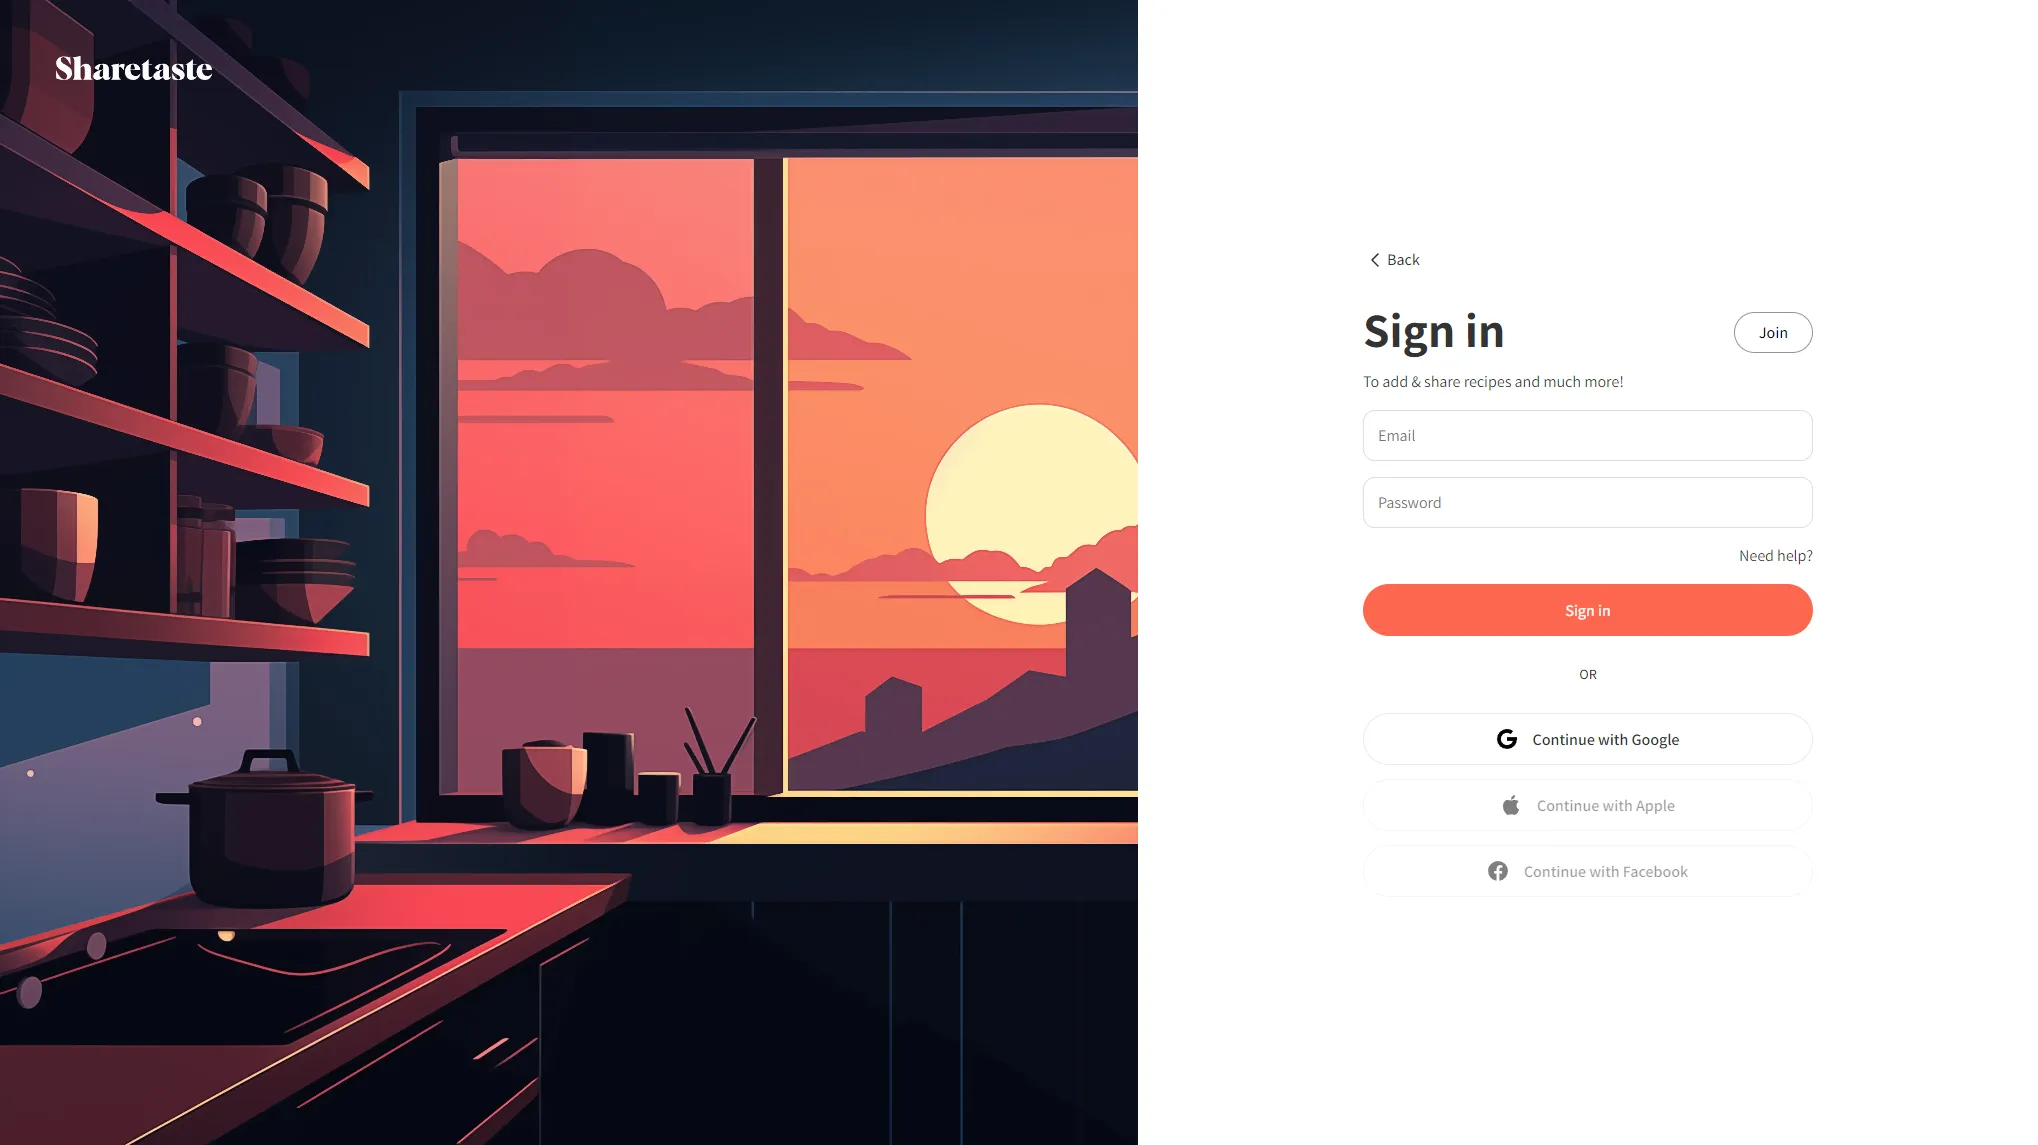 Sharetaste
Back
Sign in
Join
To add & share recipes and much more!
Email
Password
Need help?
Sign in
OR
Continue with Google
Continue with Apple
Continue with Facebook